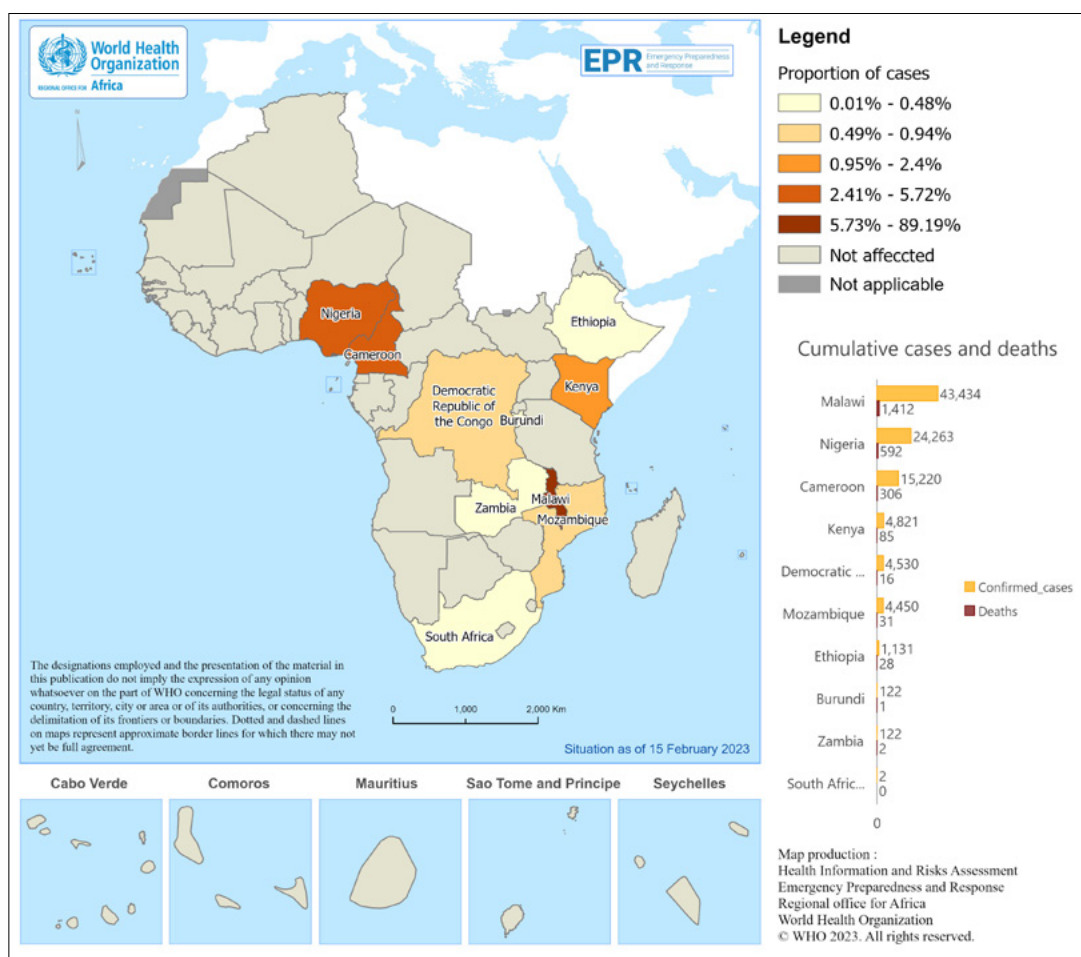 World Health
Organization
REGIONAL OFFICE FOR Africa
EPR Emergency Preparedness
and Response
Nigeria
Cameroon
Ethiopia
Kenya
Democratic
Republic of
the Congo
Burundi
Malawi
Zambia
Mozambique
South Africa
The designations employed and the presentation of the material in
this publication do not imply the expression of any opinion
whatsoever on the part of WHO concerning the legal status of any
country, territory, city or area or of its authorities, or concerning the
delimitation of its frontiers or boundaries. Dotted and dashed lines
on maps represent approximate border lines for which there may not
yet be full agreement.
0 1,000 2,000 Km
Situation as of 15 February 2023
Cabo Verde
Comoros
Mauritius
Sao Tome and Principe
Seychelles
Legend
Proportion of cases
0.01% - 0.48%
0.49% - 0.94%
0.95% - 2.4%
2.41% - 5.72%
5.73% - 89.19%
Not affeccted
Not applicable
Cumulative cases and deaths
Malawi 43,434
1,412
Nigeria 24,263
592
Cameroon 15,220
306
Kenya 4,821
85
Democratic ... 4,530
16
Mozambique 4,450
31
Ethiopia 1,131
28
Burundi 122
1
Zambia 122
2
South Afric... 2
0
0
Confirmed_cases
Deaths
Map production :
Health Information and Risks Assessment
Emergency Preparedness and Response
Regional office for Africa
World Health Organization
© WHO 2023. All rights reserved.